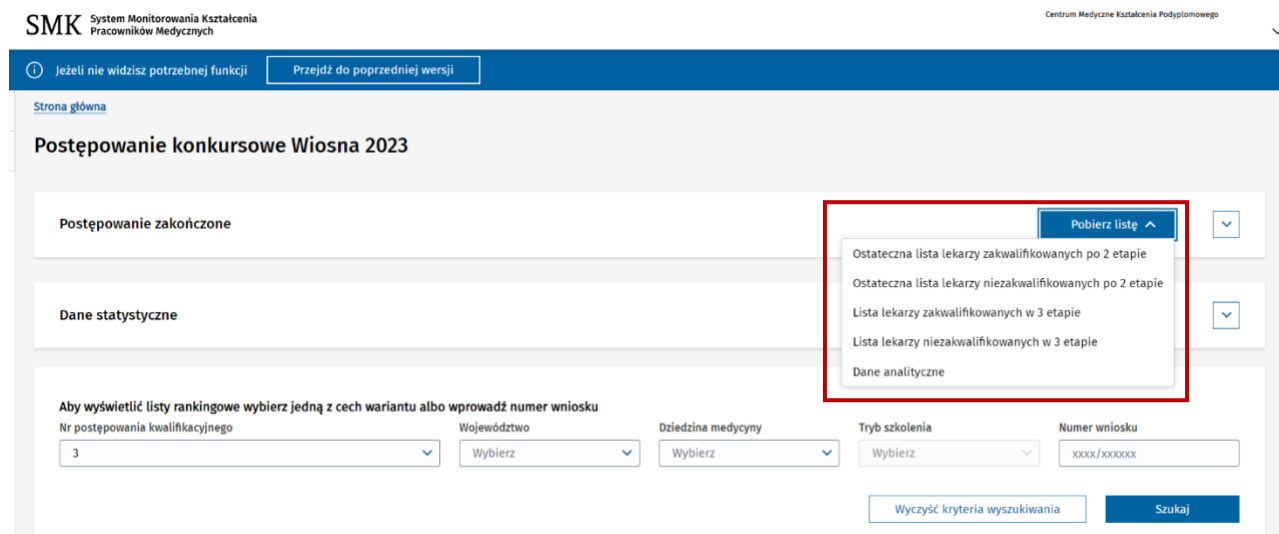 SMK System Monitorowania Kształcenia
Pracowników Medycznych
Centrum Medyczne Kształcenia Podyplomowego
Jeżeli nie widzisz potrzebnej funkcji
Przejdź do poprzedniej wersji
Strona główna
Postępowanie konkursowe Wiosna 2023
Postępowanie zakończone
Pobierz listę
Ostateczna lista lekarzy zakwalifikowanych po 2 etapie
Ostateczna lista lekarzy niezakwalifikowanych po 2 etapie
Lista lekarzy zakwalifikowanych w 3 etapie
Lista lekarzy niezakwalifikowanych w 3 etapie
Dane analityczne
Dane statystyczne
Aby wyświetlić listy rankingowe wybierz jedną z cech wariantu albo wprowadź numer wniosku
Nr postępowania kwalifikacyjnego Województwo Dziedzina medycyny Tryb szkolenia Numer wniosku
3 Wybierz Wybierz Wybierz xxxx/xxxxxx
Wyczyść kryteria wyszukiwania Szukaj